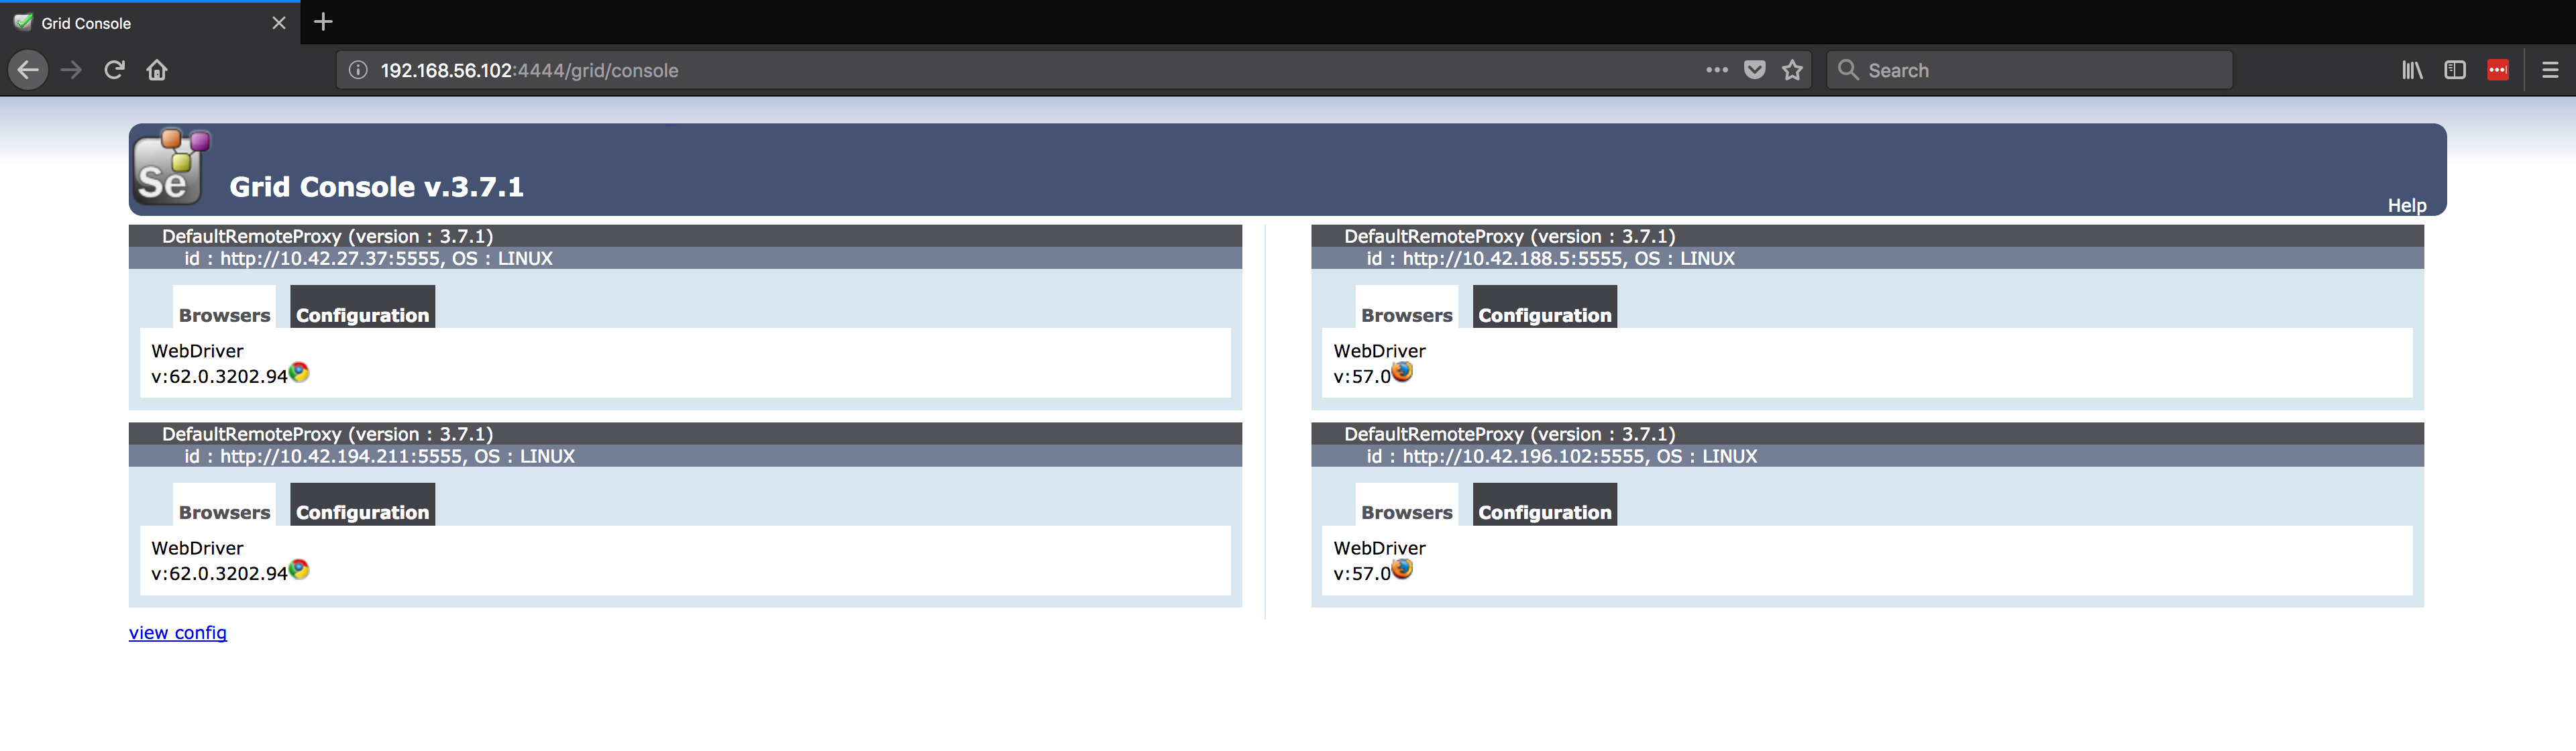 Grid Console
192.168.56.102:4444/grid/console
Search
Se
Grid Console v.3.7.1
Help
DefaultRemoteProxy (version : 3.7.1)
id : http://10.42.27.37:5555, OS : LINUX
Browsers
Configuration
WebDriver
v:62.0.3202.94
DefaultRemoteProxy (version : 3.7.1)
id : http://10.42.194.211:5555, OS : LINUX
Browsers
Configuration
WebDriver
v:62.0.3202.94
DefaultRemoteProxy (version : 3.7.1)
id : http://10.42.188.5:5555, OS : LINUX
Browsers
Configuration
WebDriver
v:57.0
DefaultRemoteProxy (version : 3.7.1)
id : http://10.42.196.102:5555, OS : LINUX
Browsers
Configuration
WebDriver
v:57.0
view config